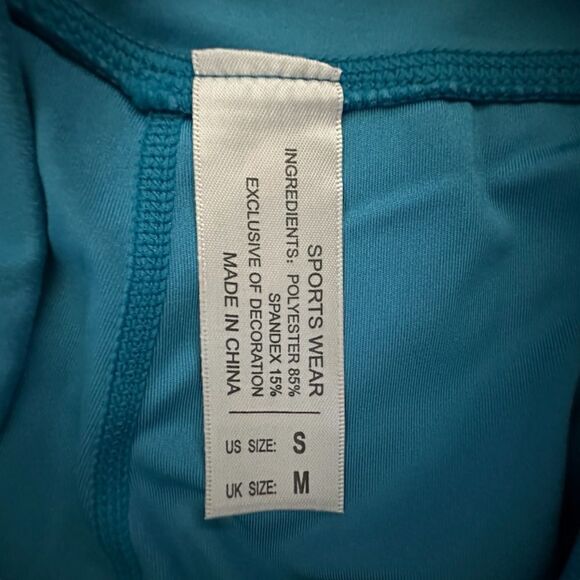 SPORTS WEAR
INGREDIENTS: POLYESTER 85%
SPANDEX 15%
EXCLUSIVE OF DECORATION
MADE IN CHINA
US SIZE: S
UK SIZE: M